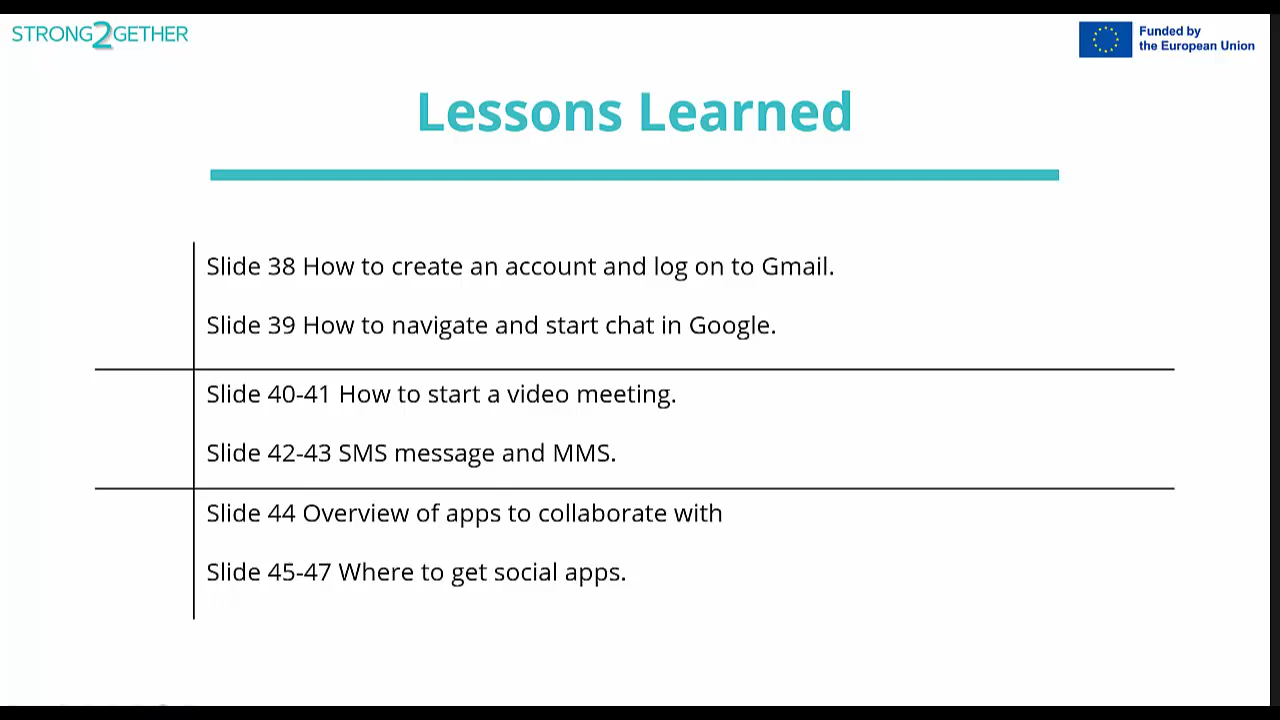 STRONG2GETHER
Funded by
the European Union
Lessons Learned
Slide 38 How to create an account and log on to Gmail.
Slide 39 How to navigate and start chat in Google.
Slide 40-41 How to start a video meeting.
Slide 42-43 SMS message and MMS.
Slide 44 Overview of apps to collaborate with
Slide 45-47 Where to get social apps.